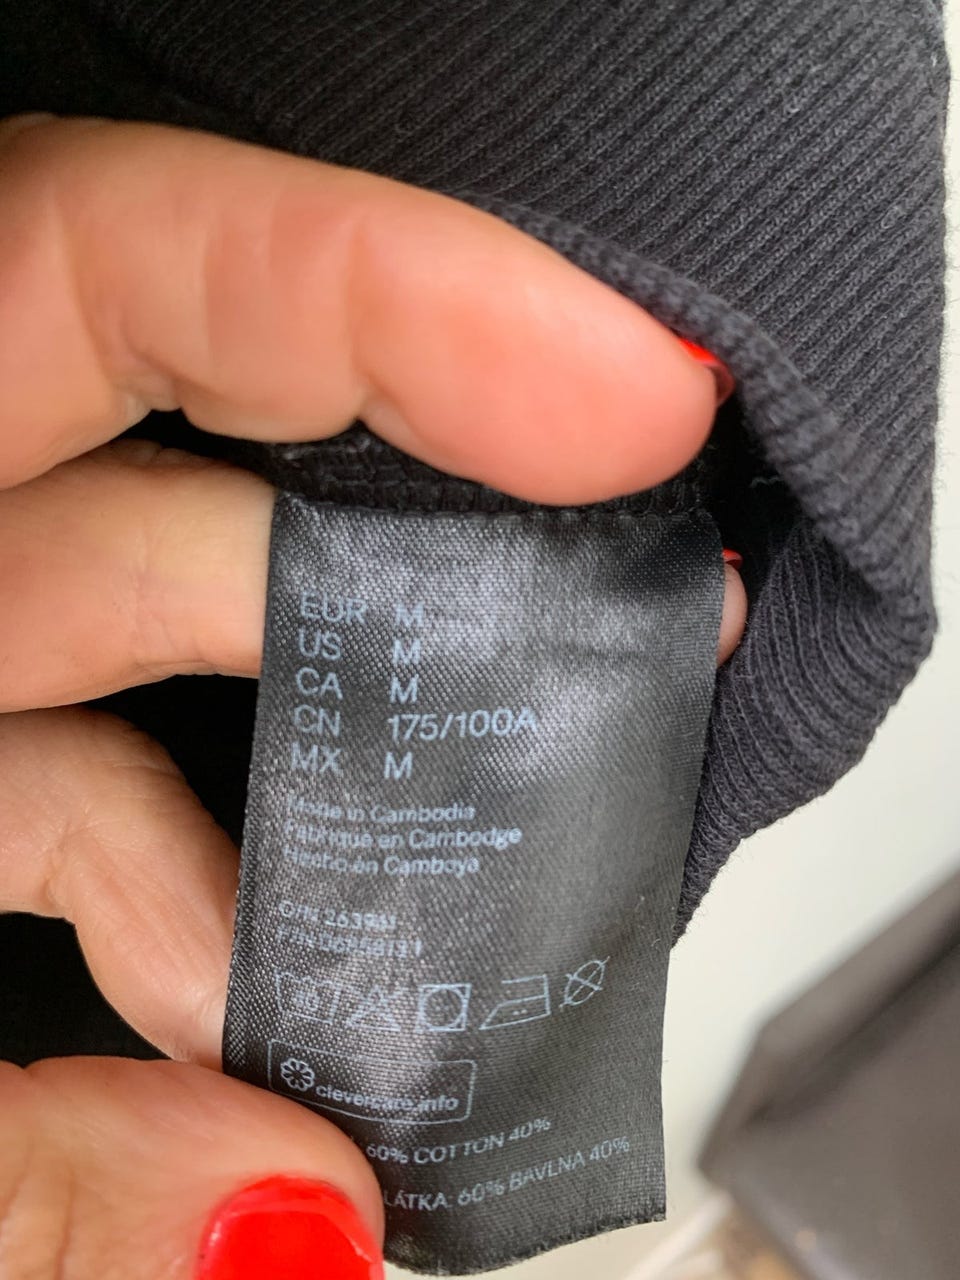 EUR M
US M
CA M
CN 175/100A
MX M
Made in Cambodia
Fabriqué en Cambodge
Hecho en Camboya
40
clevercare.info
60% COTTON 40%
LÁTKA: 60% BAVLNA 40%